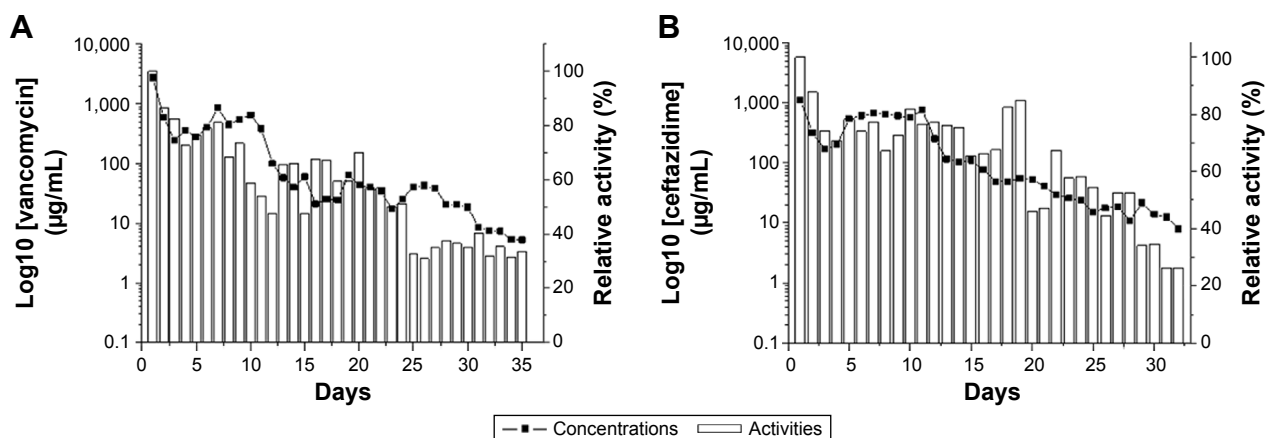 A
Log10 [vancomycin]
(µg/mL)
10,000
1,000
100
10
1
0.1
0 5 10 15 20 25 30 35
Days
100
80
60
40
20
0
Relative activity (%)
B
Log10 [ceftazidime]
(µg/mL)
10,000
1,000
100
10
1
0.1
0 5 10 15 20 25 30
Days
100
80
60
40
20
0
Relative activity (%)
Concentrations Activities